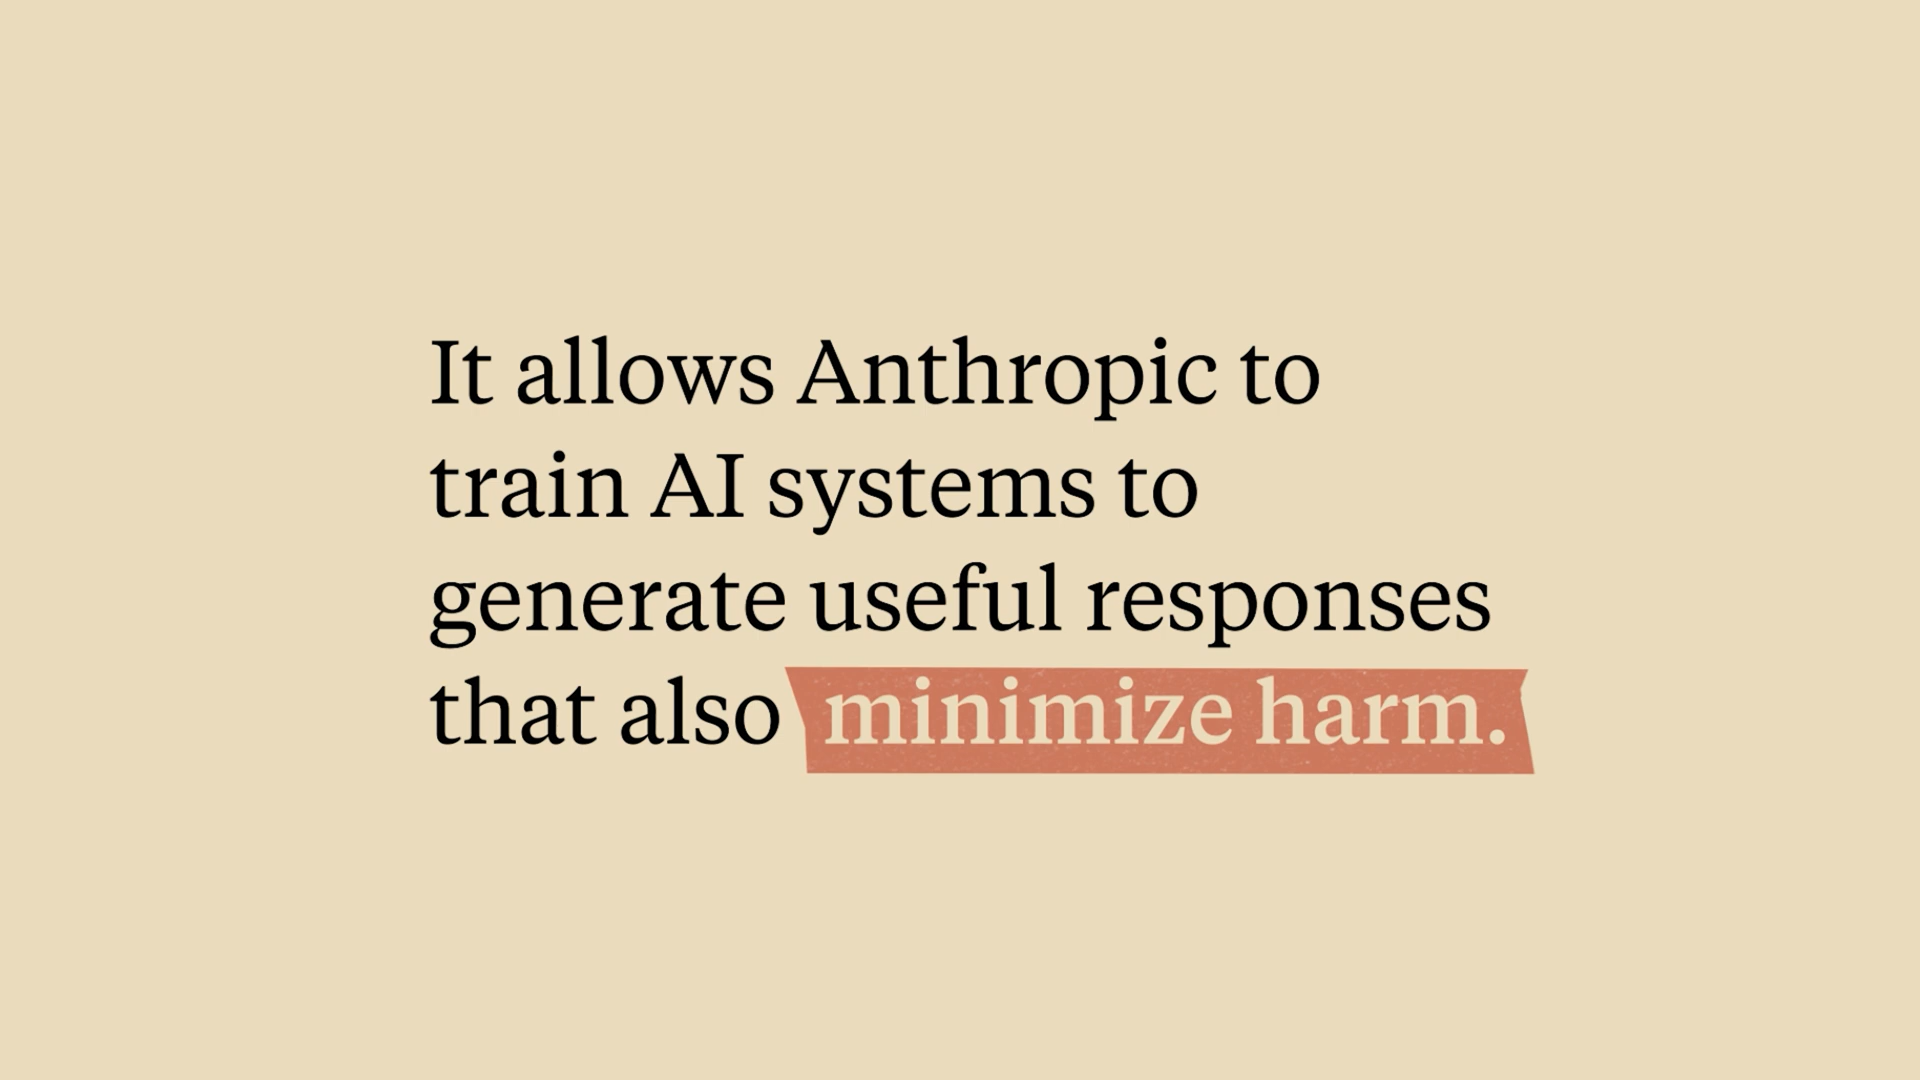 It allows Anthropic to
train AI systems to
generate useful responses
that also minimize harm.